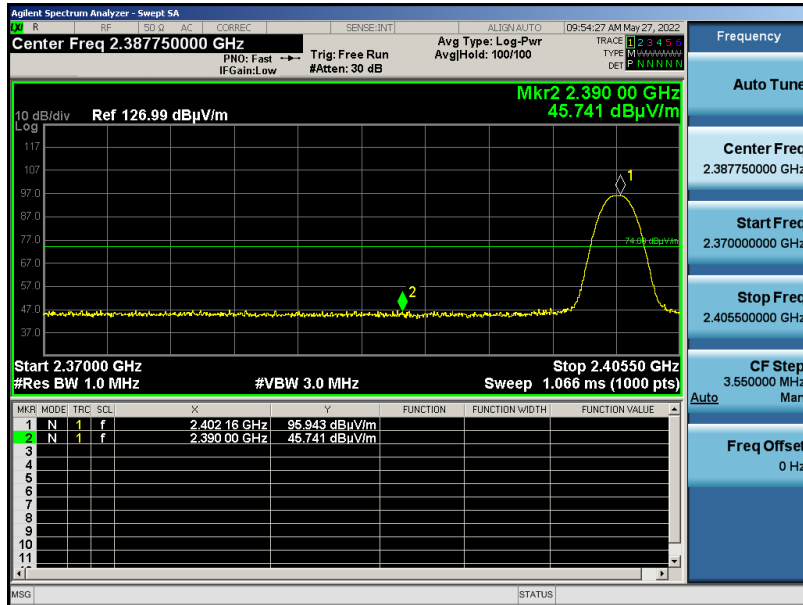 Agilent Spectrum Analyzer - Swept SA
LXI R RF 50 Ω AC CORREC SENSE:INT ALIGN AUTO 09:54:27 AM May 27, 2022
Center Freq 2.387750000 GHz
PNO: Fast
IFGain:Low
Trig: Free Run
#Atten: 30 dB
Avg Type: Log-Pwr
Avg|Hold: 100/100
TRACE 1 2 3 4 5 6
TYPE M
DET P N N N N N
Mkr2 2.390 00 GHz
45.741 dBµV/m
10 dB/div Ref 126.99 dBµV/m
Log
117
107
97.0
87.0
77.0
67.0
57.0
47.0
37.0
1
2
74.00 dBµV/m
Start 2.37000 GHz Stop 2.40550 GHz
#Res BW 1.0 MHz #VBW 3.0 MHz Sweep 1.066 ms (1000 pts)
MKR MODE TRC SCL X Y FUNCTION FUNCTION WIDTH FUNCTION VALUE
1 N 1 f 2.402 16 GHz 95.943 dBµV/m
2 N 1 f 2.390 00 GHz 45.741 dBµV/m
3
4
5
6
7
8
9
10
11
MSG STATUS
Frequency
Auto Tune
Center Freq
2.387750000 GHz
Start Freq
2.370000000 GHz
Stop Freq
2.405500000 GHz
CF Step
3.550000 MHz
Auto Man
Freq Offset
0 Hz